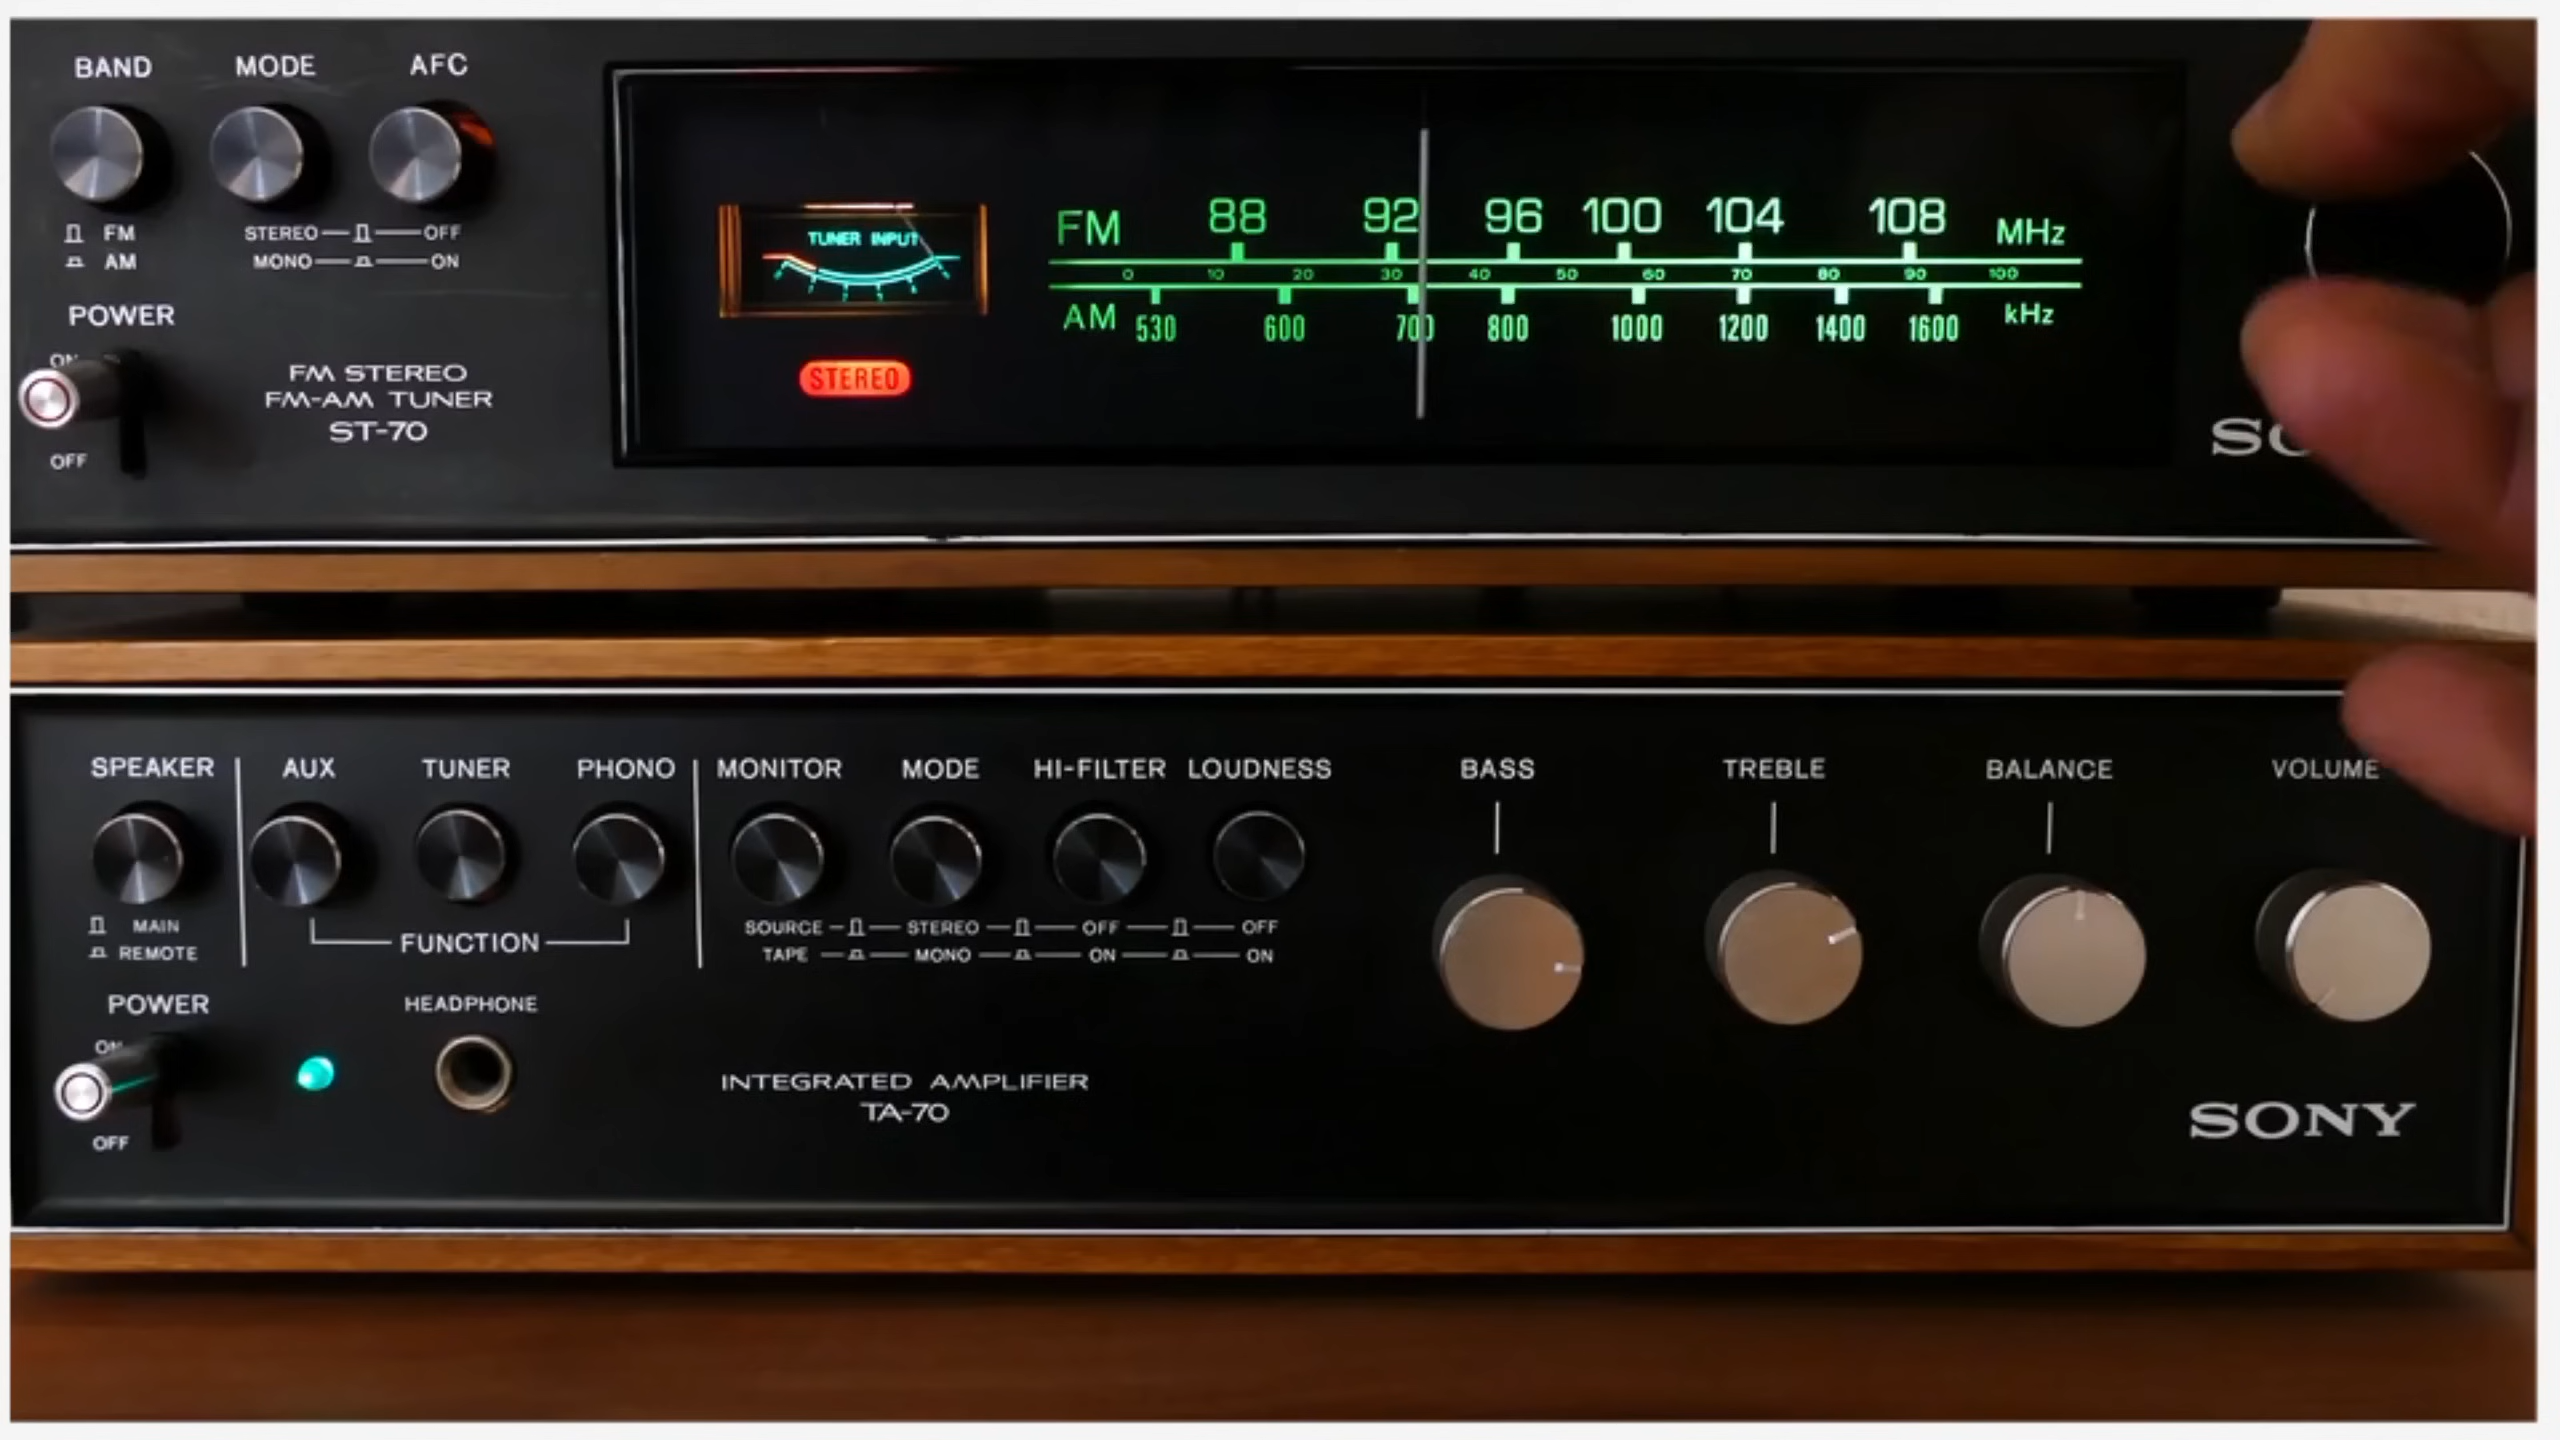 BAND MODE AFC
FM STEREO OFF
AM MONO ON
POWER
ON
OFF
FM STEREO
FM-AM TUNER
ST-70
TUNER INPUT
STEREO
FM 88 92 96 100 104 108 MHz
0 10 20 30 40 50 60 70 80 90 100
AM 530 600 700 800 1000 1200 1400 1600 kHz
SPEAKER AUX TUNER PHONO MONITOR MODE HI-FILTER LOUDNESS BASS TREBLE BALANCE VOLUME
MAIN
REMOTE
FUNCTION
SOURCE STEREO OFF OFF
TAPE MONO ON ON
POWER
ON
OFF
HEADPHONE
INTEGRATED AMPLIFIER
TA-70
SONY